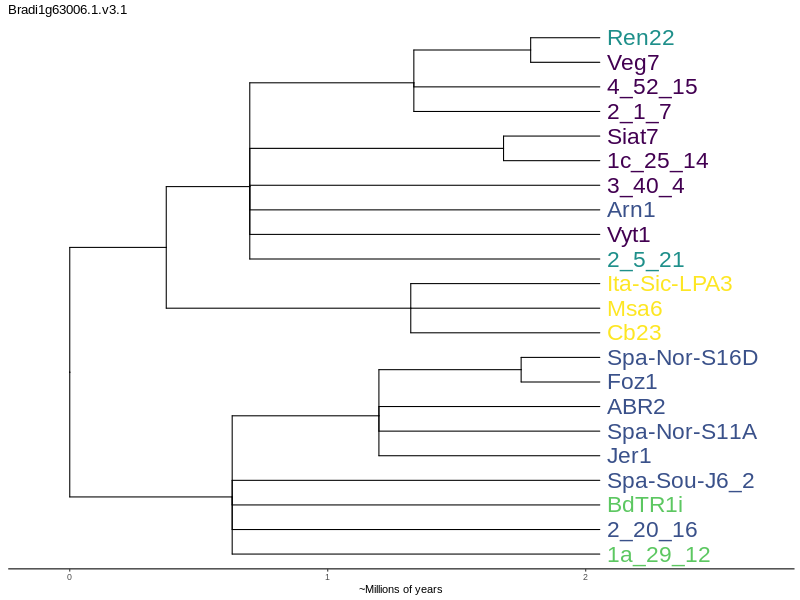 Bradi1g63006.1.v3.1
Ren22
Veg7
4_52_15
2_1_7
Siat7
1c_25_14
3_40_4
Arn1
Vyt1
2_5_21
Ita-Sic-LPA3
Msa6
Cb23
Spa-Nor-S16D
Foz1
ABR2
Spa-Nor-S11A
Jer1
Spa-Sou-J6_2
BdTR1i
2_20_16
1a_29_12
0 1 2
~Millions of years